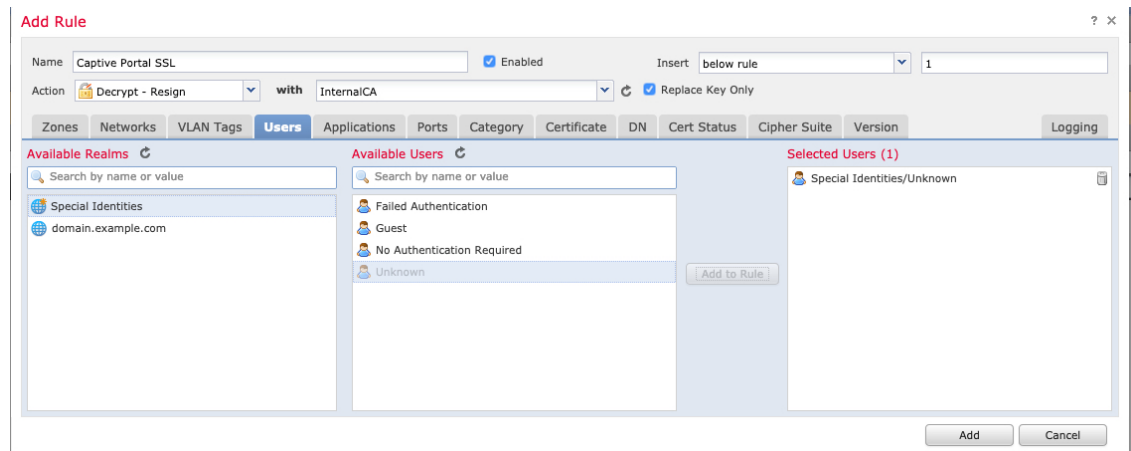 Add Rule ? ×
Name Captive Portal SSL Enabled Insert below rule 1
Action Decrypt - Resign with InternalCA Replace Key Only
Zones Networks VLAN Tags Users Applications Ports Category Certificate DN Cert Status Cipher Suite Version Logging
Available Realms Available Users Selected Users (1)
Search by name or value Search by name or value Special Identities/Unknown
Special Identities Failed Authentication
domain.example.com Guest
No Authentication Required
Unknown Add to Rule
Add Cancel